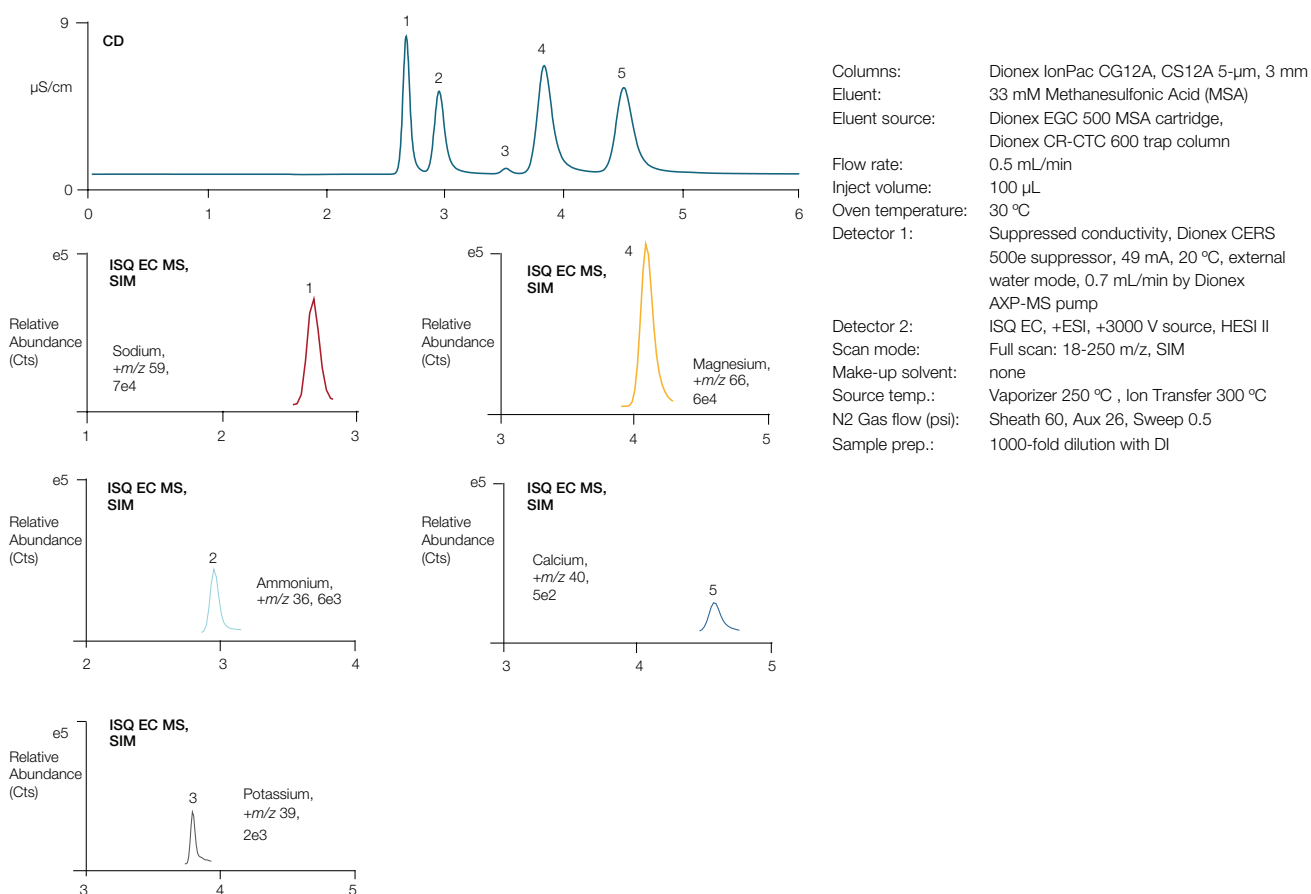 9
CD
µS/cm
0
1
2
3
4
5
0
1
2
3
4
5
6
Columns: Dionex IonPac CG12A, CS12A 5-µm, 3 mm
Eluent: 33 mM Methanesulfonic Acid (MSA)
Eluent source: Dionex EGC 500 MSA cartridge,
Dionex CR-CTC 600 trap column
Flow rate: 0.5 mL/min
Inject volume: 100 µL
Oven temperature: 30 ºC
Detector 1: Suppressed conductivity, Dionex CERS
500e suppressor, 49 mA, 20 ºC, external
water mode, 0.7 mL/min by Dionex
AXP-MS pump
Detector 2: ISQ EC, +ESI, +3000 V source, HESI II
Scan mode: Full scan: 18-250 m/z, SIM
Make-up solvent: none
Source temp.: Vaporizer 250 ºC , Ion Transfer 300 ºC
N2 Gas flow (psi): Sheath 60, Aux 26, Sweep 0.5
Sample prep.: 1000-fold dilution with DI
e5
ISQ EC MS,
SIM
1
Relative
Abundance
(Cts)
Sodium,
+m/z 59,
7e4
1
2
3
e5
ISQ EC MS,
SIM
4
Relative
Abundance
(Cts)
Magnesium,
+m/z 66,
6e4
3
4
5
e5
ISQ EC MS,
SIM
Relative
Abundance
(Cts)
2
Ammonium,
+m/z 36, 6e3
2
3
4
e5
ISQ EC MS,
SIM
Relative
Abundance
(Cts)
Calcium,
+m/z 40,
5e2
5
3
4
5
e5
ISQ EC MS,
SIM
Relative
Abundance
(Cts)
3
Potassium,
+m/z 39,
2e3
3
4
5